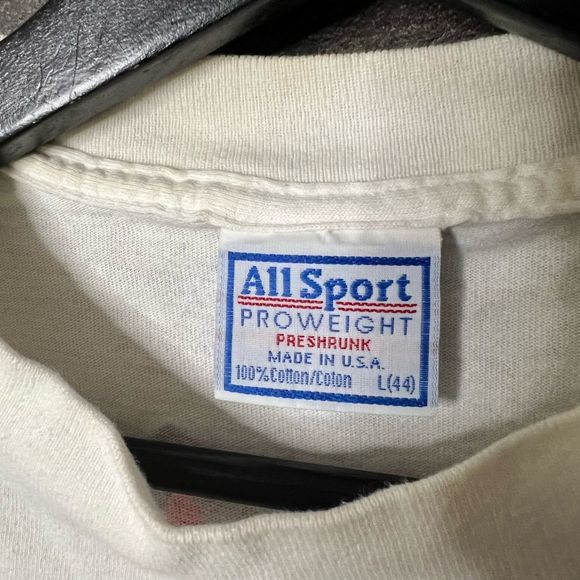 All Sport
PROWEIGHT
PRESHRUNK
MADE IN U.S.A.
100% Cotton/Coton L(44)